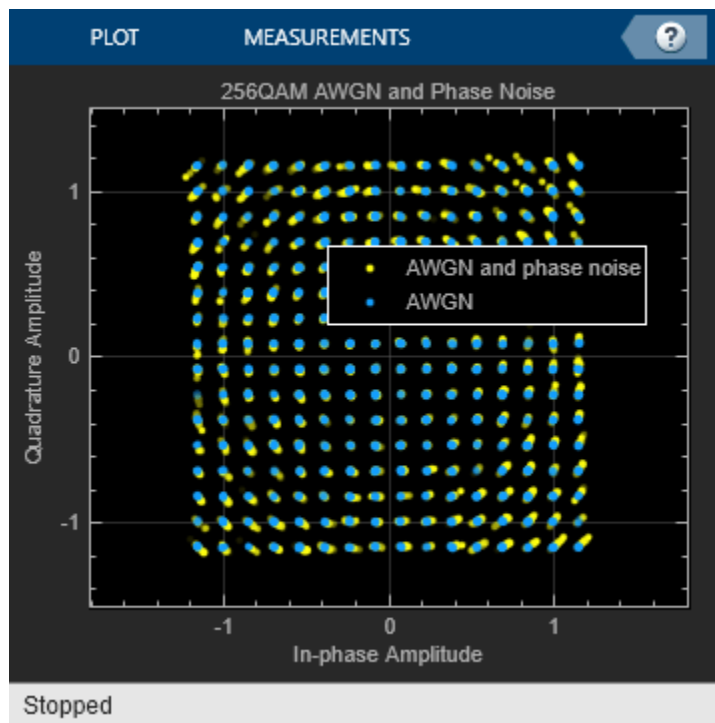 PLOT MEASUREMENTS ?
256QAM AWGN and Phase Noise
1
AWGN and phase noise
AWGN
Quadrature Amplitude
0
-1
-1 0 1
In-phase Amplitude
Stopped